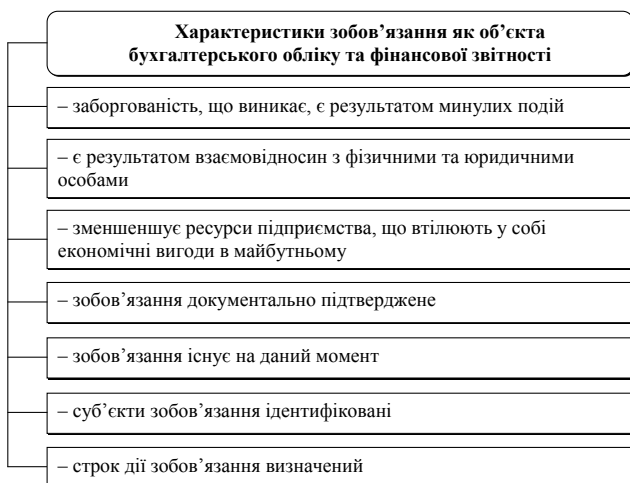 Характеристики зобов’язання як об’єкта
бухгалтерського обліку та фінансової звітності
– заборгованість, що виникає, є результатом минулих подій
– є результатом взаємовідносин з фізичними та юридичними
особами
– зменшеншує ресурси підприємства, що втілюють у собі
економічні вигоди в майбутньому
– зобов’язання документально підтверджене
– зобов’язання існує на даний момент
– суб’єкти зобов’язання ідентифіковані
– строк дії зобов’язання визначений